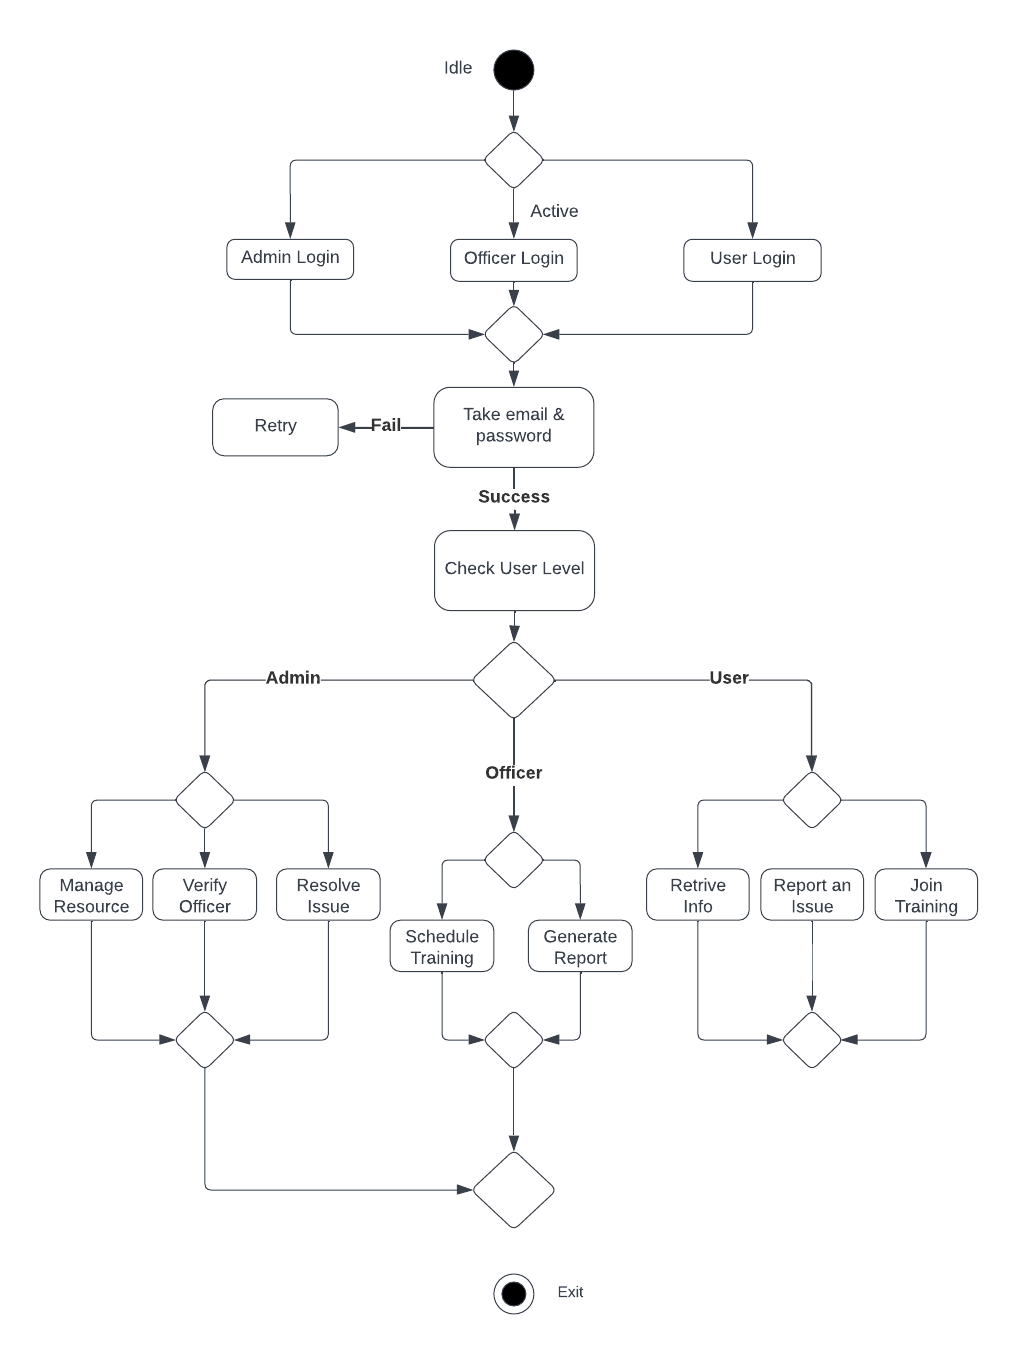 Idle
Active
Admin Login
Officer Login
User Login
Take email &
password
Retry
Fail
Success
Check User Level
Admin
User
Officer
Manage
Resource
Verify
Officer
Resolve
Issue
Retrive
Info
Report an
Issue
Join
Training
Schedule
Training
Generate
Report
Exit